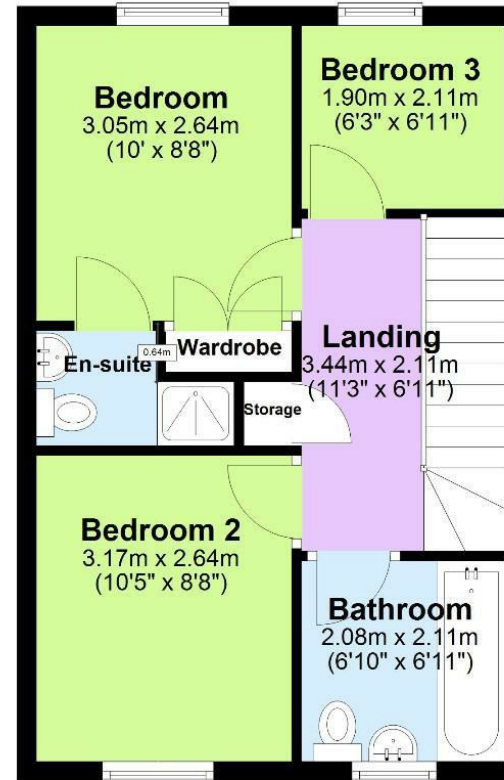 Bedroom
3.05m x 2.64m
(10' x 8'8")
Bedroom 3
1.90m x 2.11m
(6'3" x 6'11")
0.64m
Wardrobe
En-suite
Landing
3.44m x 2.11m
(11'3" x 6'11")
Storage
Bedroom 2
3.17m x 2.64m
(10'5" x 8'8")
Bathroom
2.08m x 2.11m
(6'10" x 6'11")